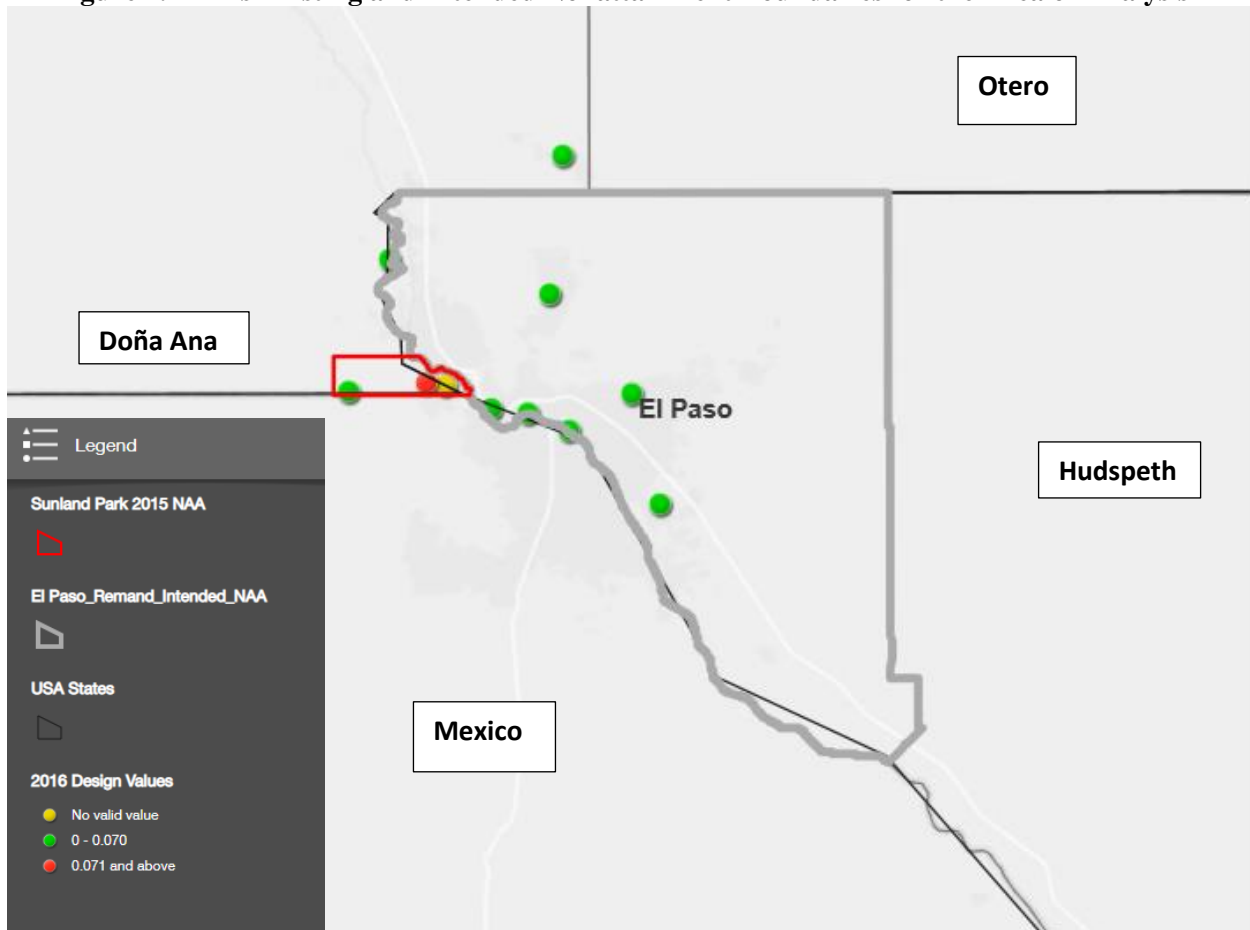 Otero
Doña Ana
El Paso
Hudspeth
Mexico
Legend
Sunland Park 2015 NAA
El Paso_Remand_Intended_NAA
USA States
2016 Design Values
No valid value
0 - 0.070
0.071 and above